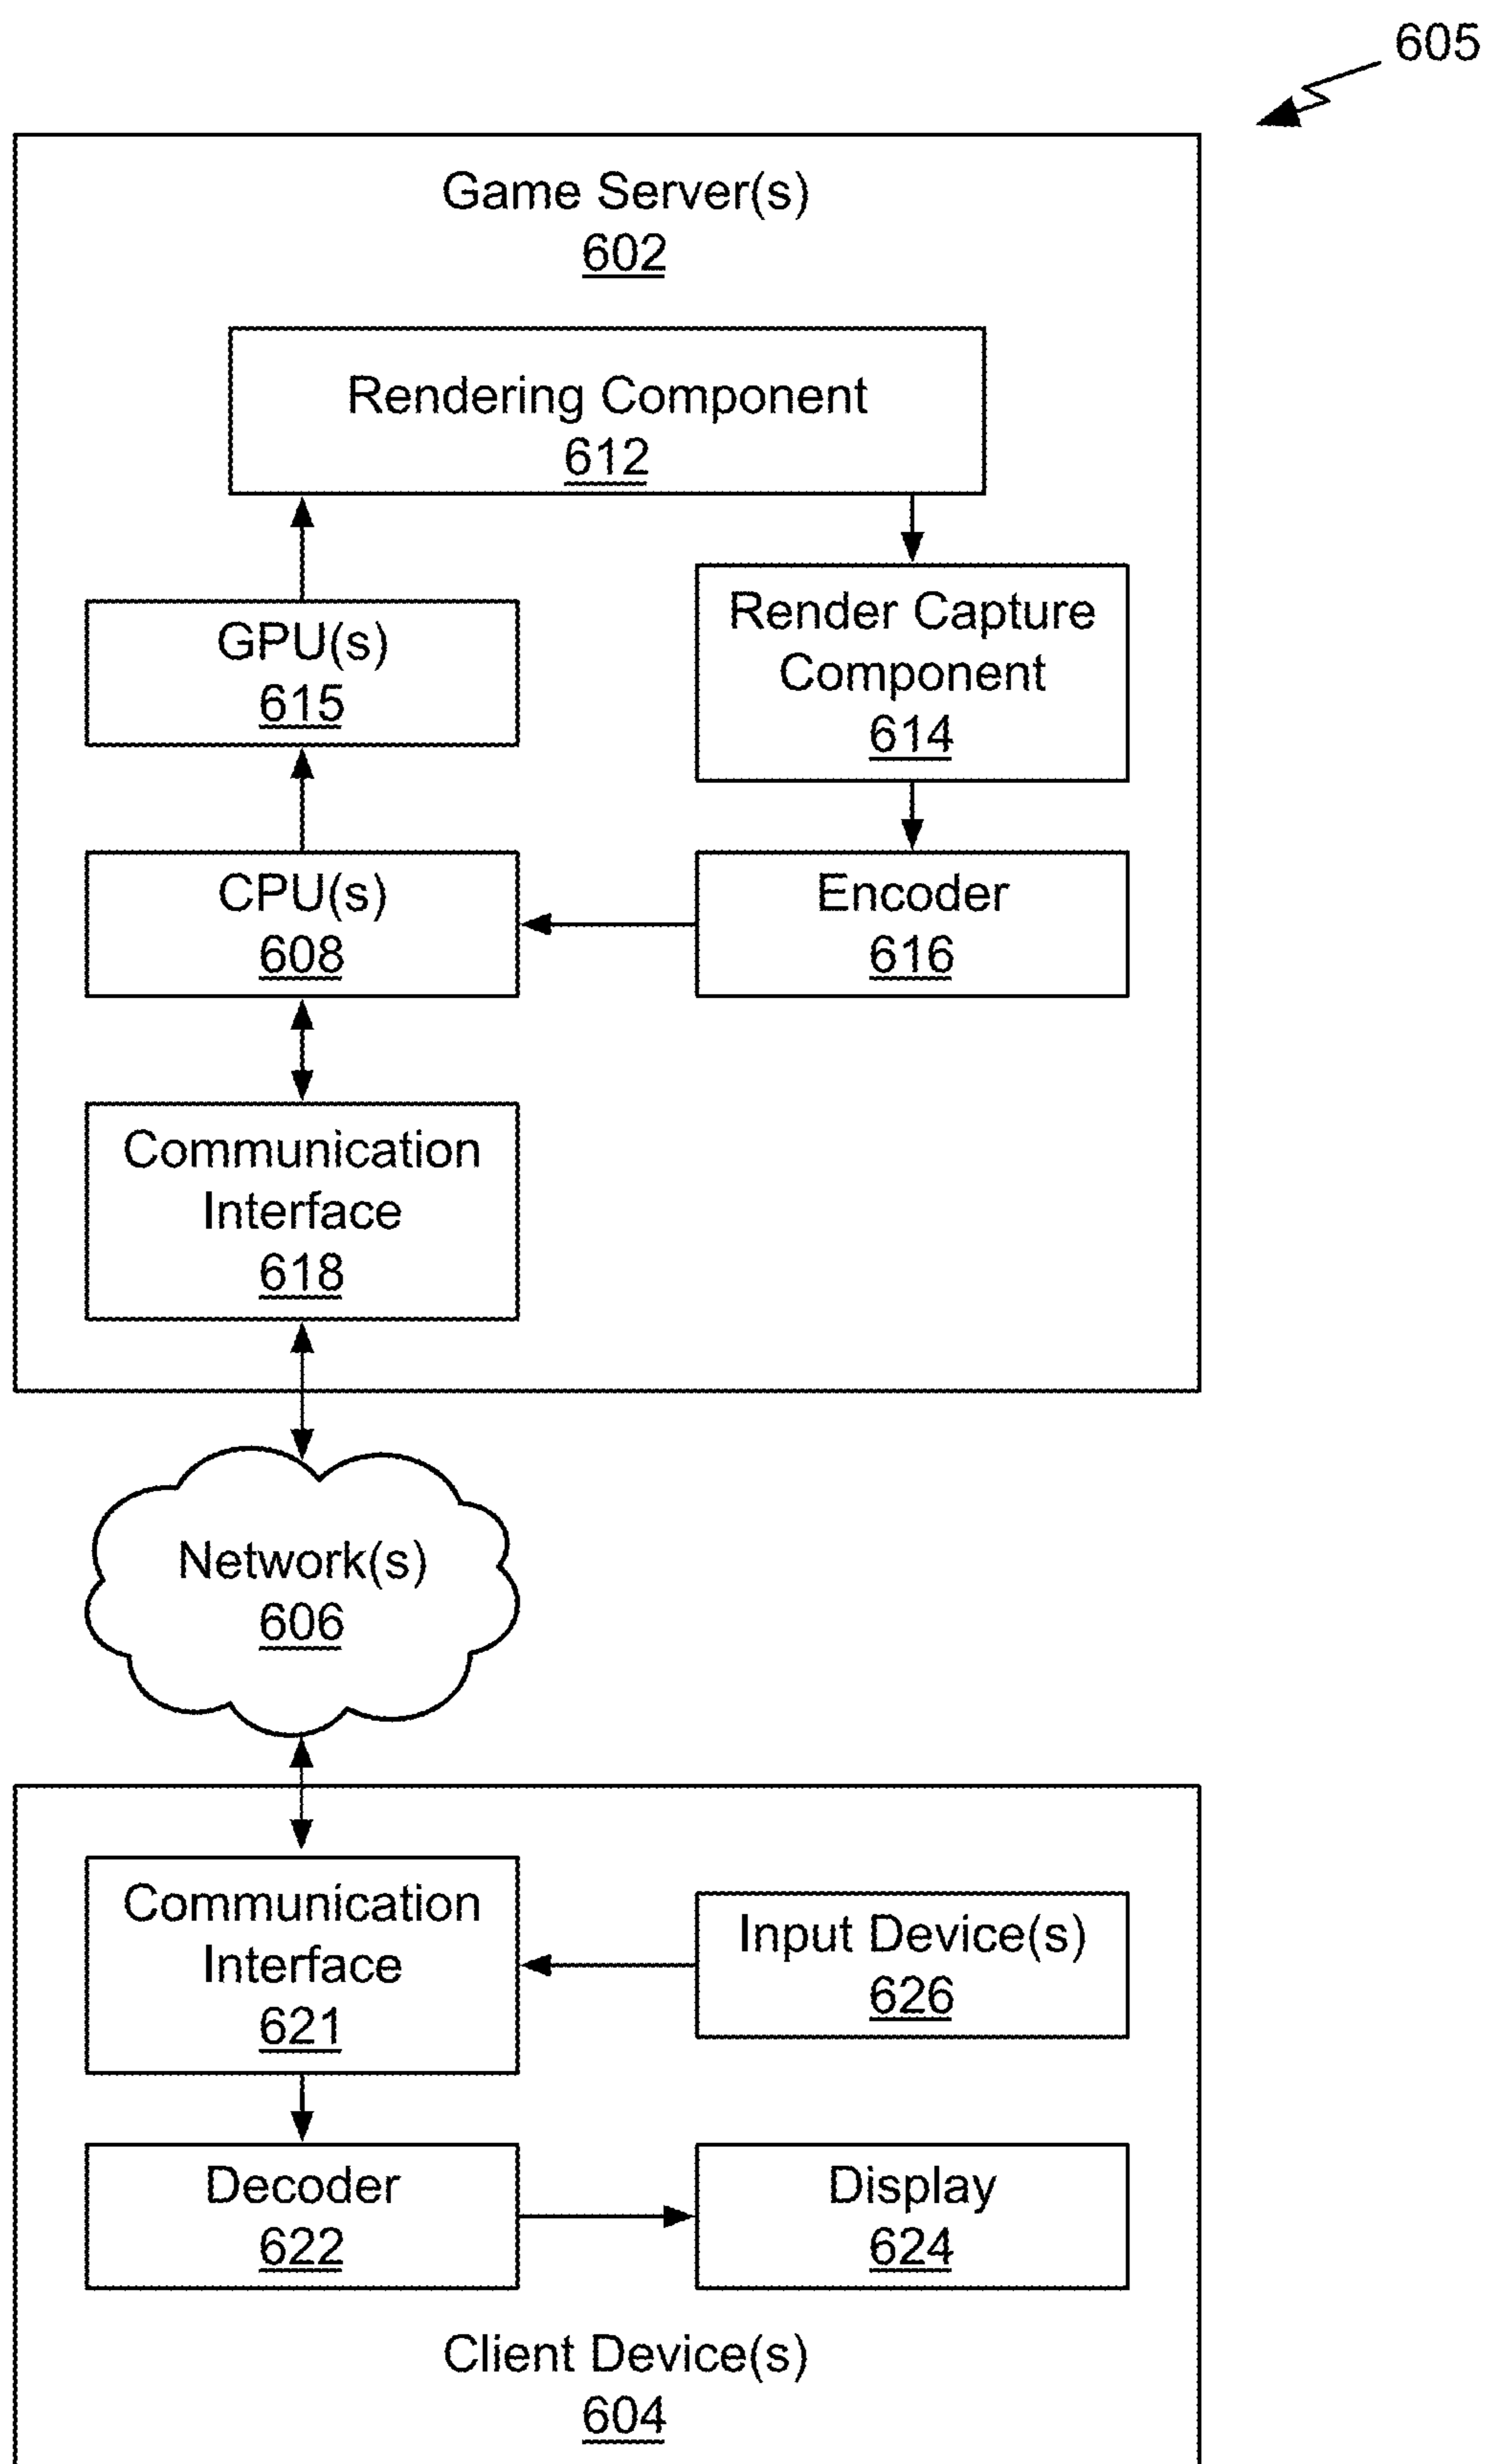 605
Game Server(s)
602
Rendering Component
612
GPU(s)
615
Render Capture
Component
614
CPU(s)
608
Encoder
616
Communication
Interface
618
Network(s)
606
Communication
Interface
621
Input Device(s)
626
Decoder
622
Display
624
Client Device(s)
604